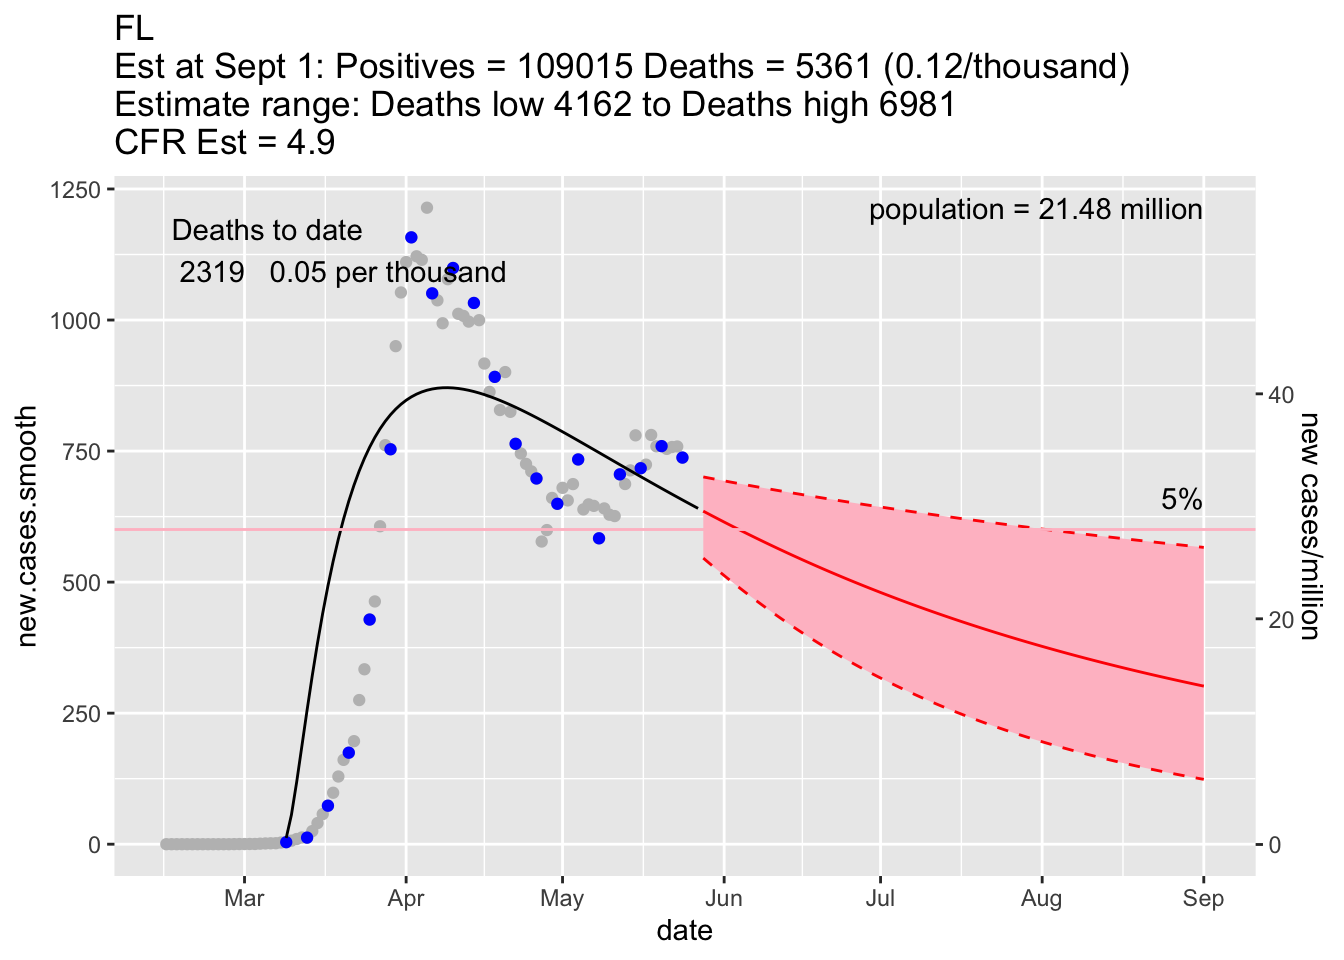 FL
Est at Sept 1: Positives = 109015 Deaths = 5361 (0.12/thousand)
Estimate range: Deaths low 4162 to Deaths high 6981
CFR Est = 4.9
1250
1000
750
500
250
0
new.cases.smooth
Deaths to date
2319 0.05 per thousand
population = 21.48 million
5%
40
20
0
new cases/million
Mar Apr May Jun Jul Aug Sep
date